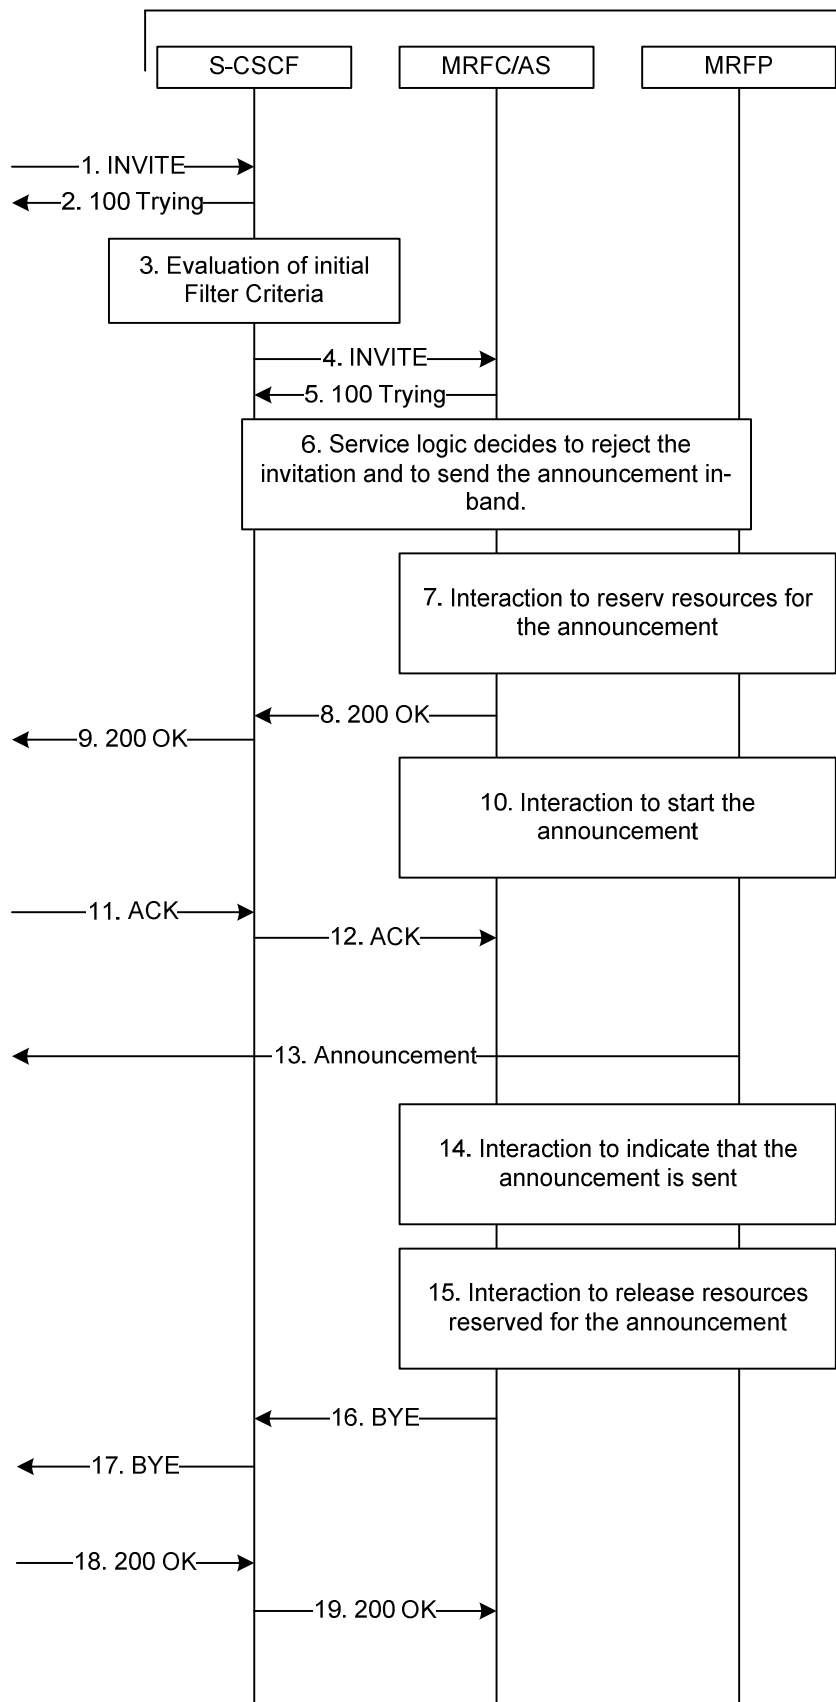 S-CSCF
MRFC/AS
MRFP
1. INVITE
2. 100 Trying
3. Evaluation of initial
Filter Criteria
4. INVITE
5. 100 Trying
6. Service logic decides to reject the
invitation and to send the announcement in-
band.
7. Interaction to reserv resources for
the announcement
8. 200 OK
9. 200 OK
10. Interaction to start the
announcement
11. ACK
12. ACK
13. Announcement
14. Interaction to indicate that the
announcement is sent
15. Interaction to release resources
reserved for the announcement
16. BYE
17. BYE
18. 200 OK
19. 200 OK